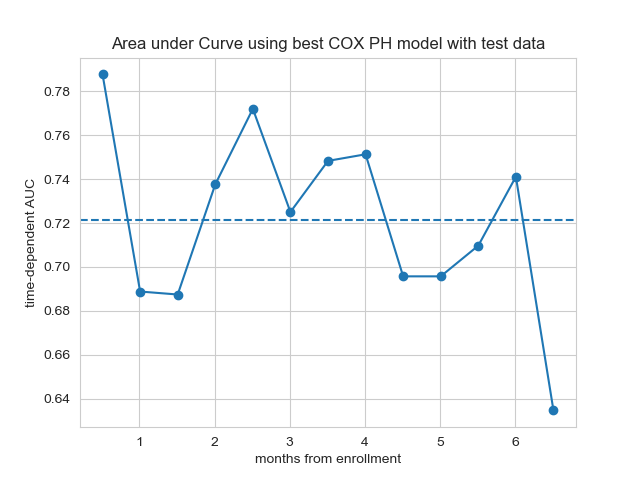 Area under Curve using best COX PH model with test data
time-dependent AUC
0.78
0.76
0.74
0.72
0.70
0.68
0.66
0.64
1 2 3 4 5 6
months from enrollment